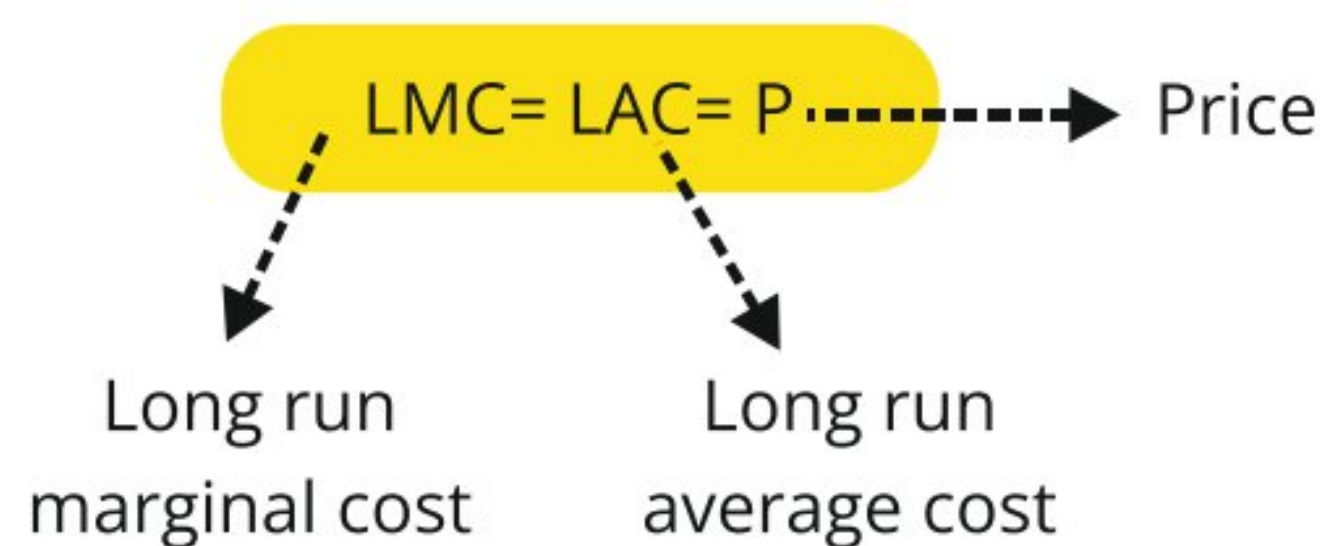 LMC= LAC= P
Price
Long run
marginal cost
Long run
average cost